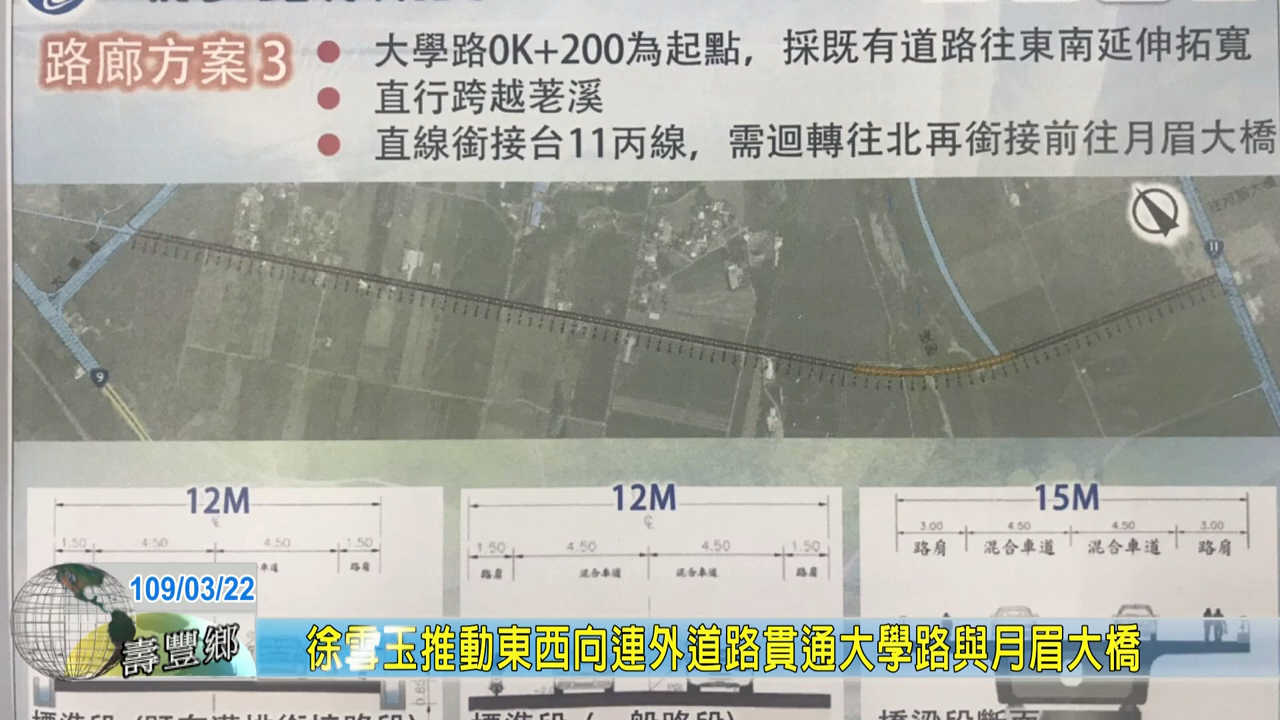 路廊方案3
大學路0K+200為起點，採既有道路往東南延伸拓寬
直行跨越荖溪
直線銜接台11丙線，需迴轉往北再銜接前往月眉大橋
往月眉大橋
11
9
12M
1.50 4.50 4.50 1.50
車道 路肩
12M
1.50 4.50 4.50 1.50
路肩 混合車道 混合車道 路肩
15M
3.00 4.50 4.50 3.00
路肩 混合車道 混合車道 路肩
109/03/22
壽豐鄉
徐雪玉推動東西向連外道路貫通大學路與月眉大橋